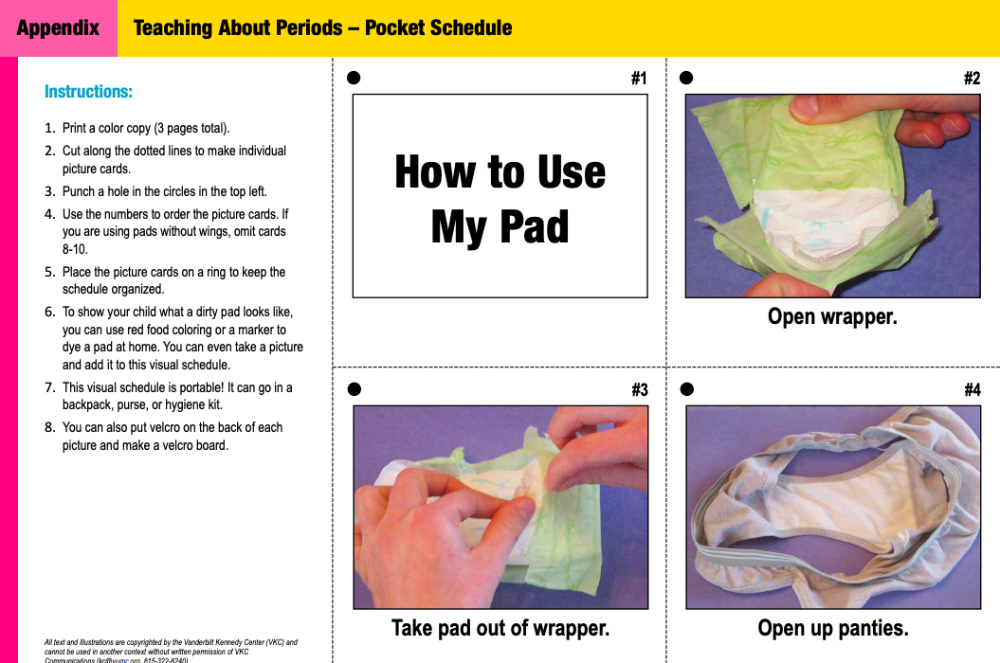 Appendix
Teaching About Periods – Pocket Schedule
Instructions:
1. Print a color copy (3 pages total).
2. Cut along the dotted lines to make individual
picture cards.
3. Punch a hole in the circles in the top left.
4. Use the numbers to order the picture cards. If
you are using pads without wings, omit cards
8-10.
5. Place the picture cards on a ring to keep the
schedule organized.
6. To show your child what a dirty pad looks like,
you can use red food coloring or a marker to
dye a pad at home. You can even take a picture
and add it to this visual schedule.
7. This visual schedule is portable! It can go in a
backpack, purse, or hygiene kit.
8. You can also put velcro on the back of each
picture and make a velcro board.
All text and illustrations are copyrighted by the Vanderbilt Kennedy Center (VKC) and
cannot be used in another context without written permission of VKC
Communications (kc@vumc.org, 615-322-8240)
#1
How to Use
My Pad
#2
Open wrapper.
#3
Take pad out of wrapper.
#4
Open up panties.